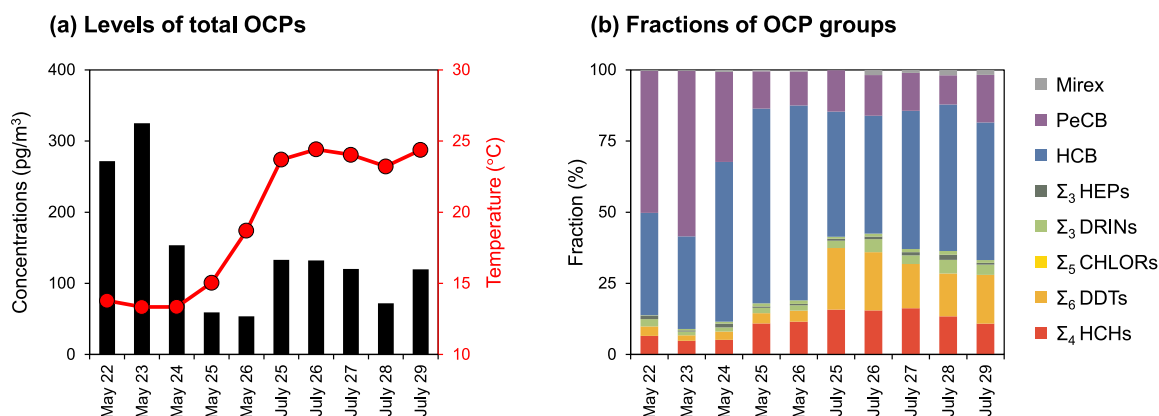 (a) Levels of total OCPs
400
300
200
100
0
Concentrations (pg/m³)
30
25
20
15
10
Temperature (°C)
May 22
May 23
May 24
May 25
May 26
July 25
July 26
July 27
July 28
July 29
(b) Fractions of OCP groups
100
75
50
25
0
Fraction (%)
May 22
May 23
May 24
May 25
May 26
July 25
July 26
July 27
July 28
July 29
Mirex
PeCB
HCB
Σ₃ HEPs
Σ₃ DRINs
Σ₅ CHLORs
Σ₆ DDTs
Σ₄ HCHs